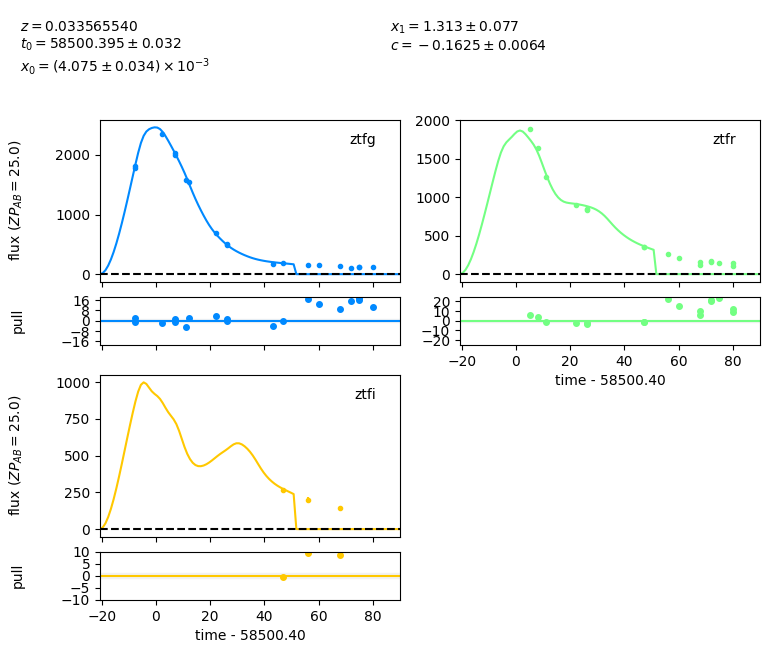 z = 0.033565540
t₀ = 58500.395 ± 0.032
x₀ = (4.075 ± 0.034) × 10⁻³
x₁ = 1.313 ± 0.077
c = −0.1625 ± 0.0064
flux (ZP_AB = 25.0)
2000
1000
0
ztfg
pull
16
8
0
−8
−16
2000
1500
1000
500
0
ztfr
20
10
0
−10
−20
−20 0 20 40 60 80
time - 58500.40
flux (ZP_AB = 25.0)
1000
750
500
250
0
ztfi
pull
10
5
0
−5
−10
−20 0 20 40 60 80
time - 58500.40